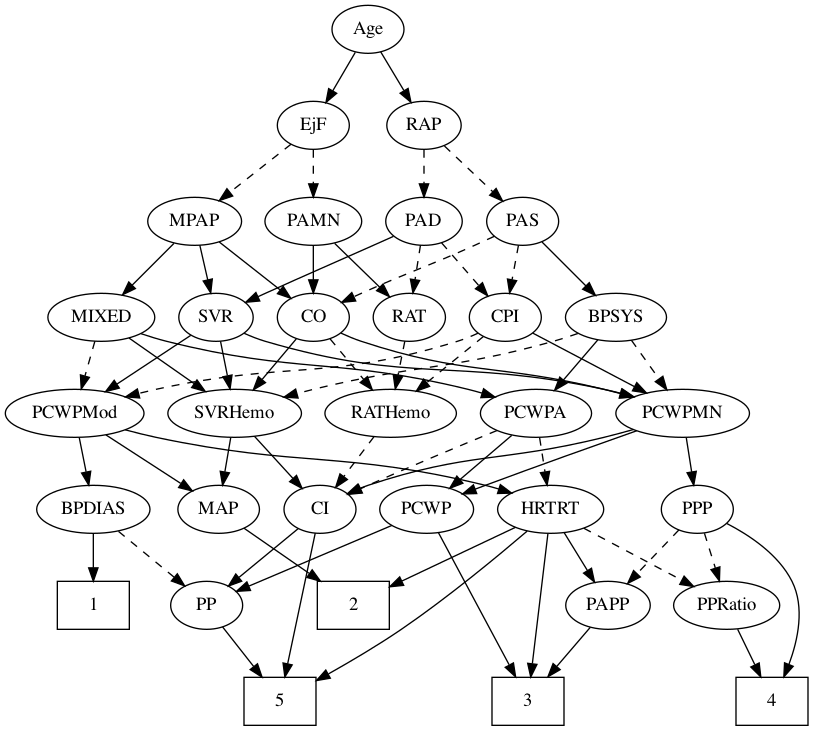 Age
EjF RAP
MPAP PAMN PAD PAS
MIXED SVR CO RAT CPI BPSYS
PCWPMod SVRHemo RATHemo PCWPA PCWPMN
BPDIAS MAP CI PCWP HRTRT PPP
1 PP 2 PAPP PPRatio
5 3 4